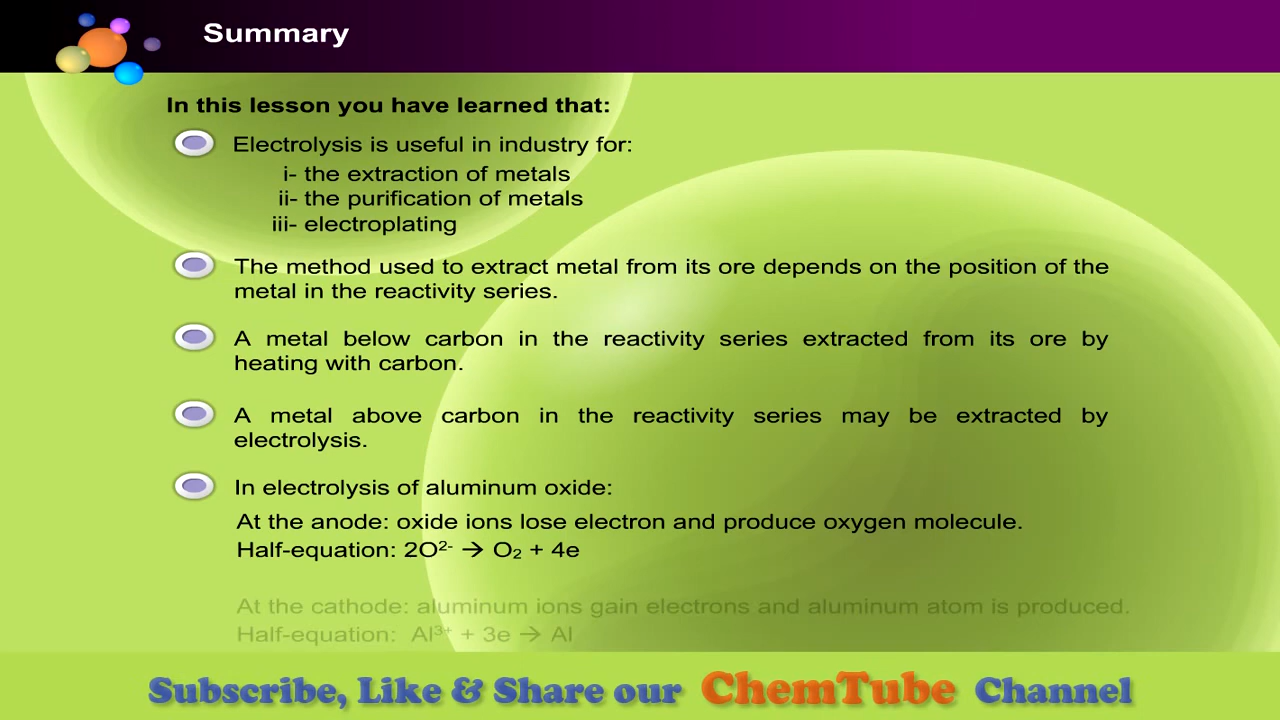 Summary
In this lesson you have learned that:
Electrolysis is useful in industry for:
i- the extraction of metals
ii- the purification of metals
iii- electroplating
The method used to extract metal from its ore depends on the position of the
metal in the reactivity series.
A metal below carbon in the reactivity series extracted from its ore by
heating with carbon.
A metal above carbon in the reactivity series may be extracted by
electrolysis.
In electrolysis of aluminum oxide:
At the anode: oxide ions lose electron and produce oxygen molecule.
Half-equation: 2O²⁻ → O₂ + 4e
At the cathode: aluminum ions gain electrons and aluminum atom is produced.
Half-equation: Al³⁺ + 3e → Al
Subscribe, Like & Share our ChemTube Channel